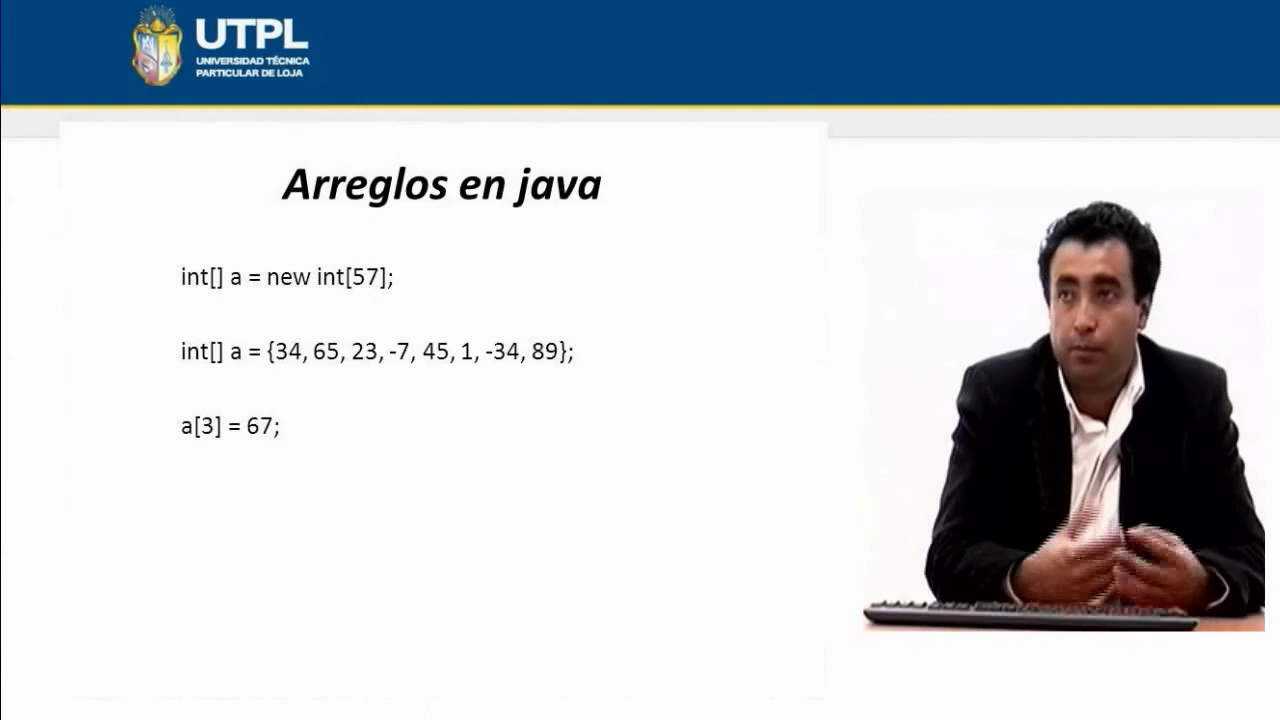 UTPL
UNIVERSIDAD TÉCNICA
PARTICULAR DE LOJA
Arreglos en java
int[] a = new int[57];
int[] a = {34, 65, 23, -7, 45, 1, -34, 89};
a[3] = 67;